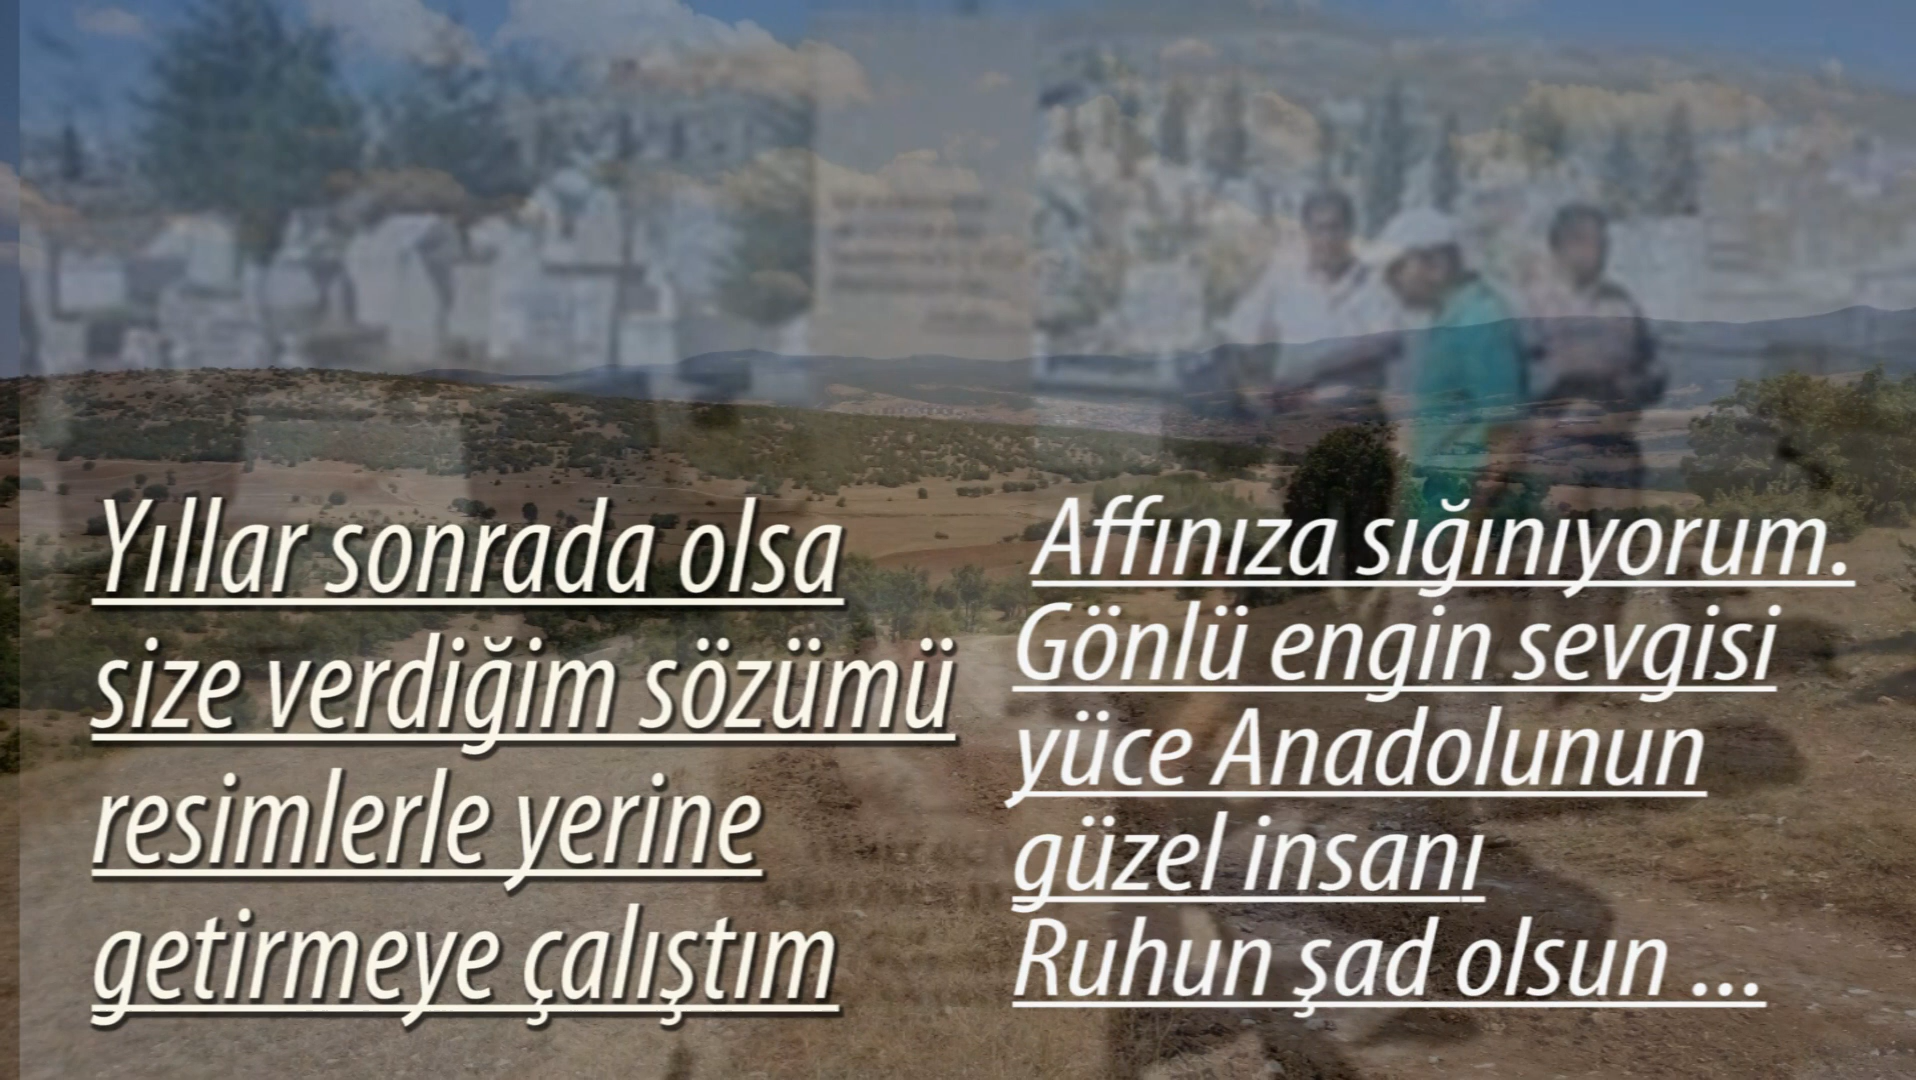 Yıllar sonrada olsa
size verdiğim sözümü
resimlerle yerine
getirmeye çalıştım
Affınıza sığınıyorum.
Gönlü engin sevgisi
yüce Anadolunun
güzel insanı
Ruhun şad olsun ...